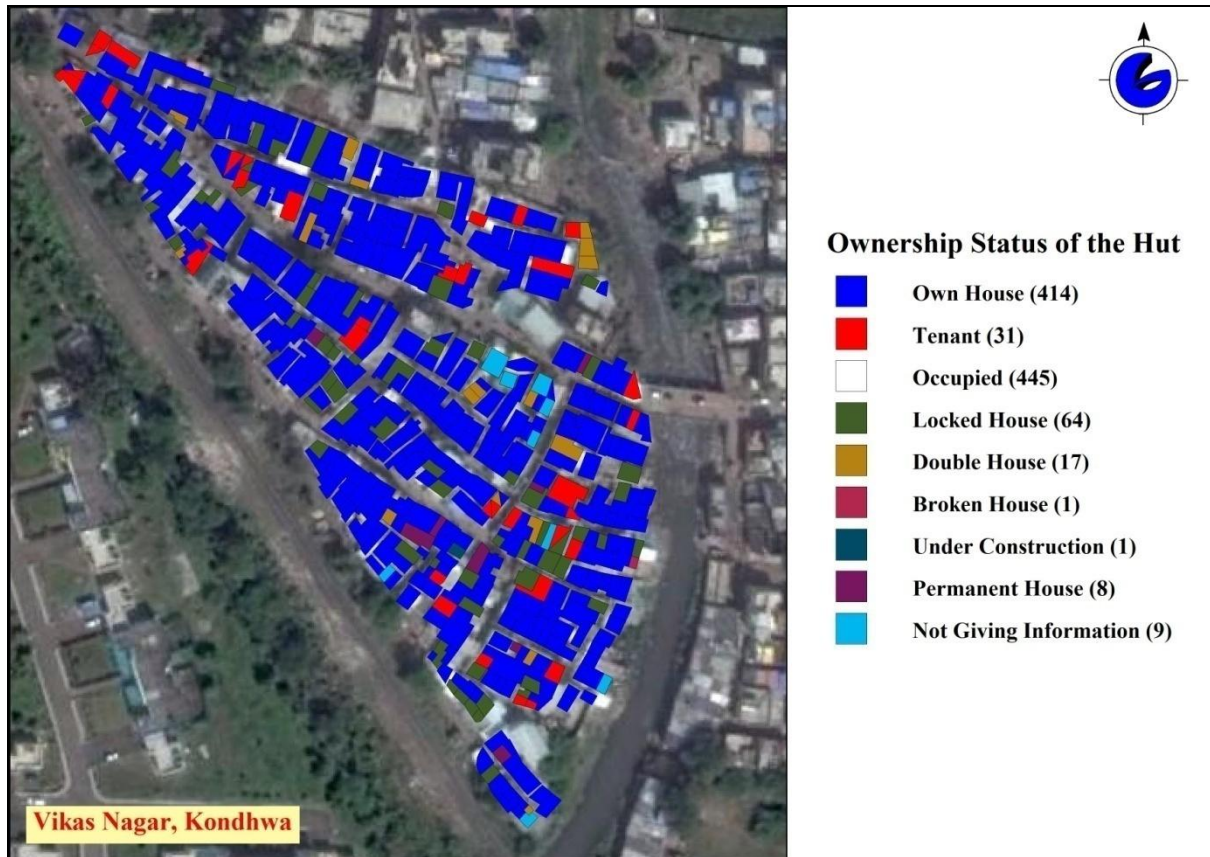 Ownership Status of the Hut
Own House (414)
Tenant (31)
Occupied (445)
Locked House (64)
Double House (17)
Broken House (1)
Under Construction (1)
Permanent House (8)
Not Giving Information (9)
Vikas Nagar, Kondhwa